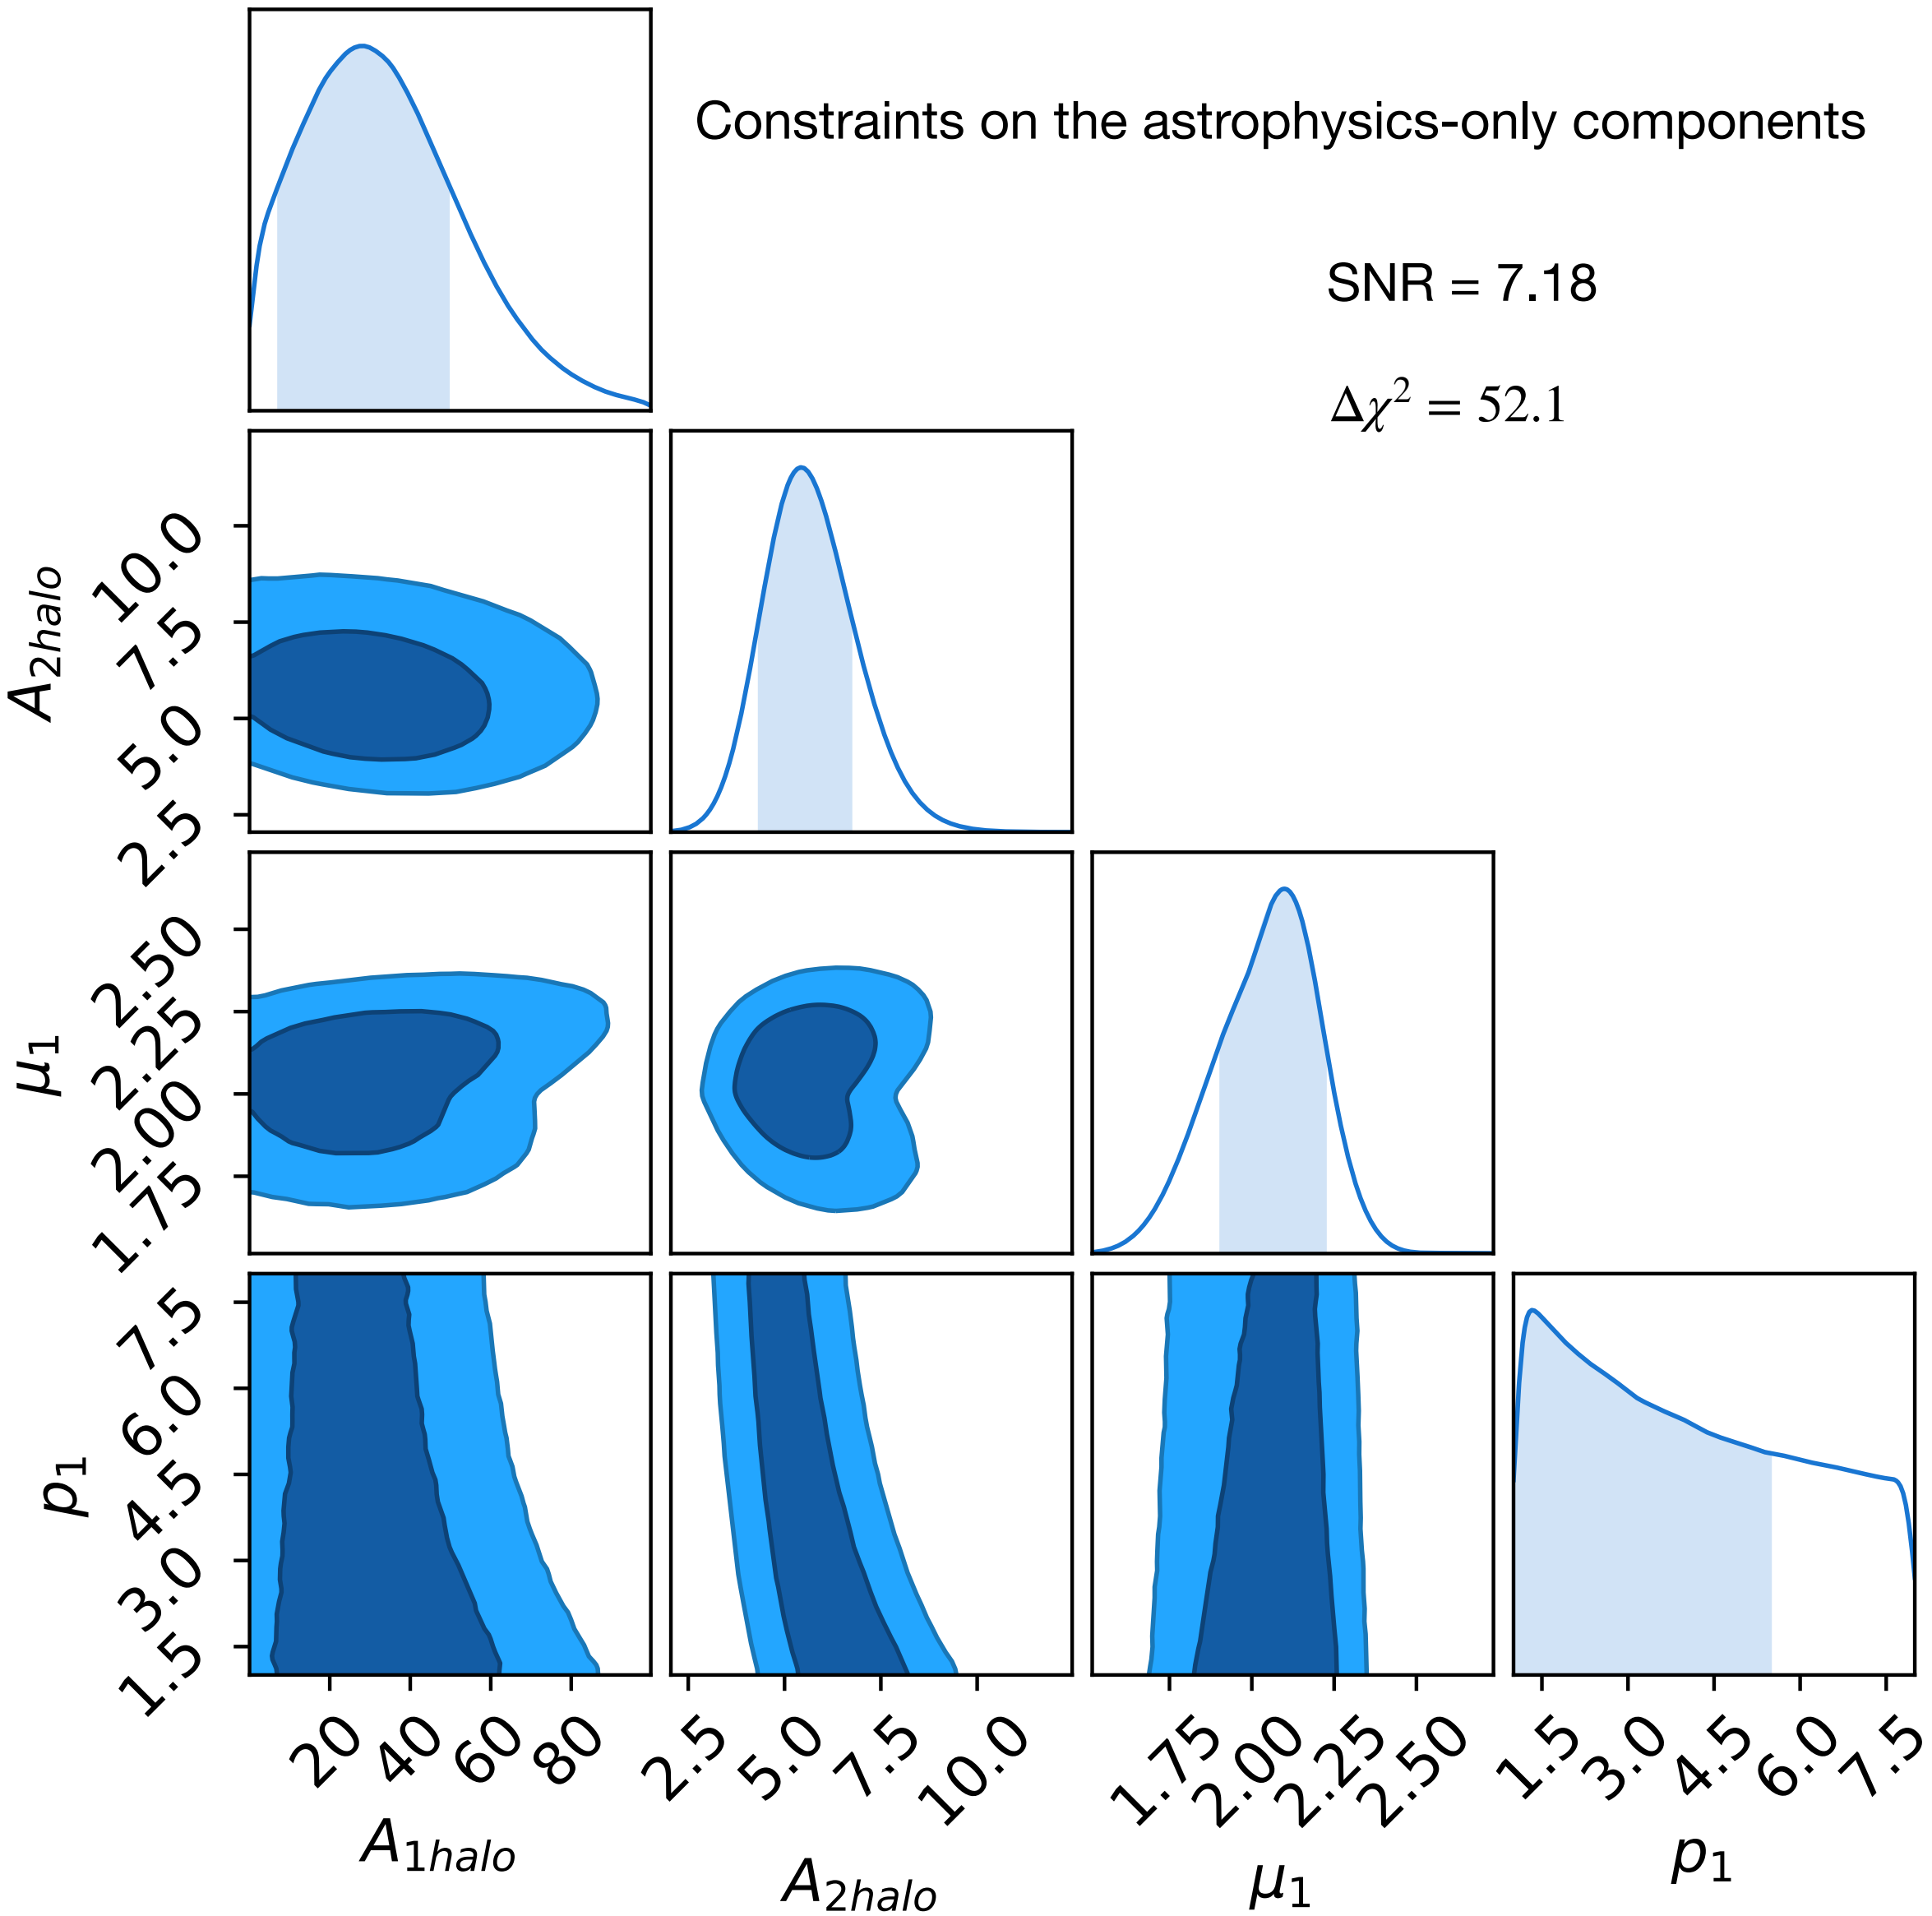 Constraints on the astrophysics-only components
SNR = 7.18
Δχ² = 52.1
A₂ₕₐₗₒ
10.0
7.5
5.0
2.5
μ₁
2.50
2.25
2.00
1.75
p₁
7.5
6.0
4.5
3.0
1.5
20 40 60 80
2.5 5.0 7.5 10.0
1.75 2.00 2.25 2.50
1.5 3.0 4.5 6.0 7.5
A₁ₕₐₗₒ
A₂ₕₐₗₒ
μ₁
p₁